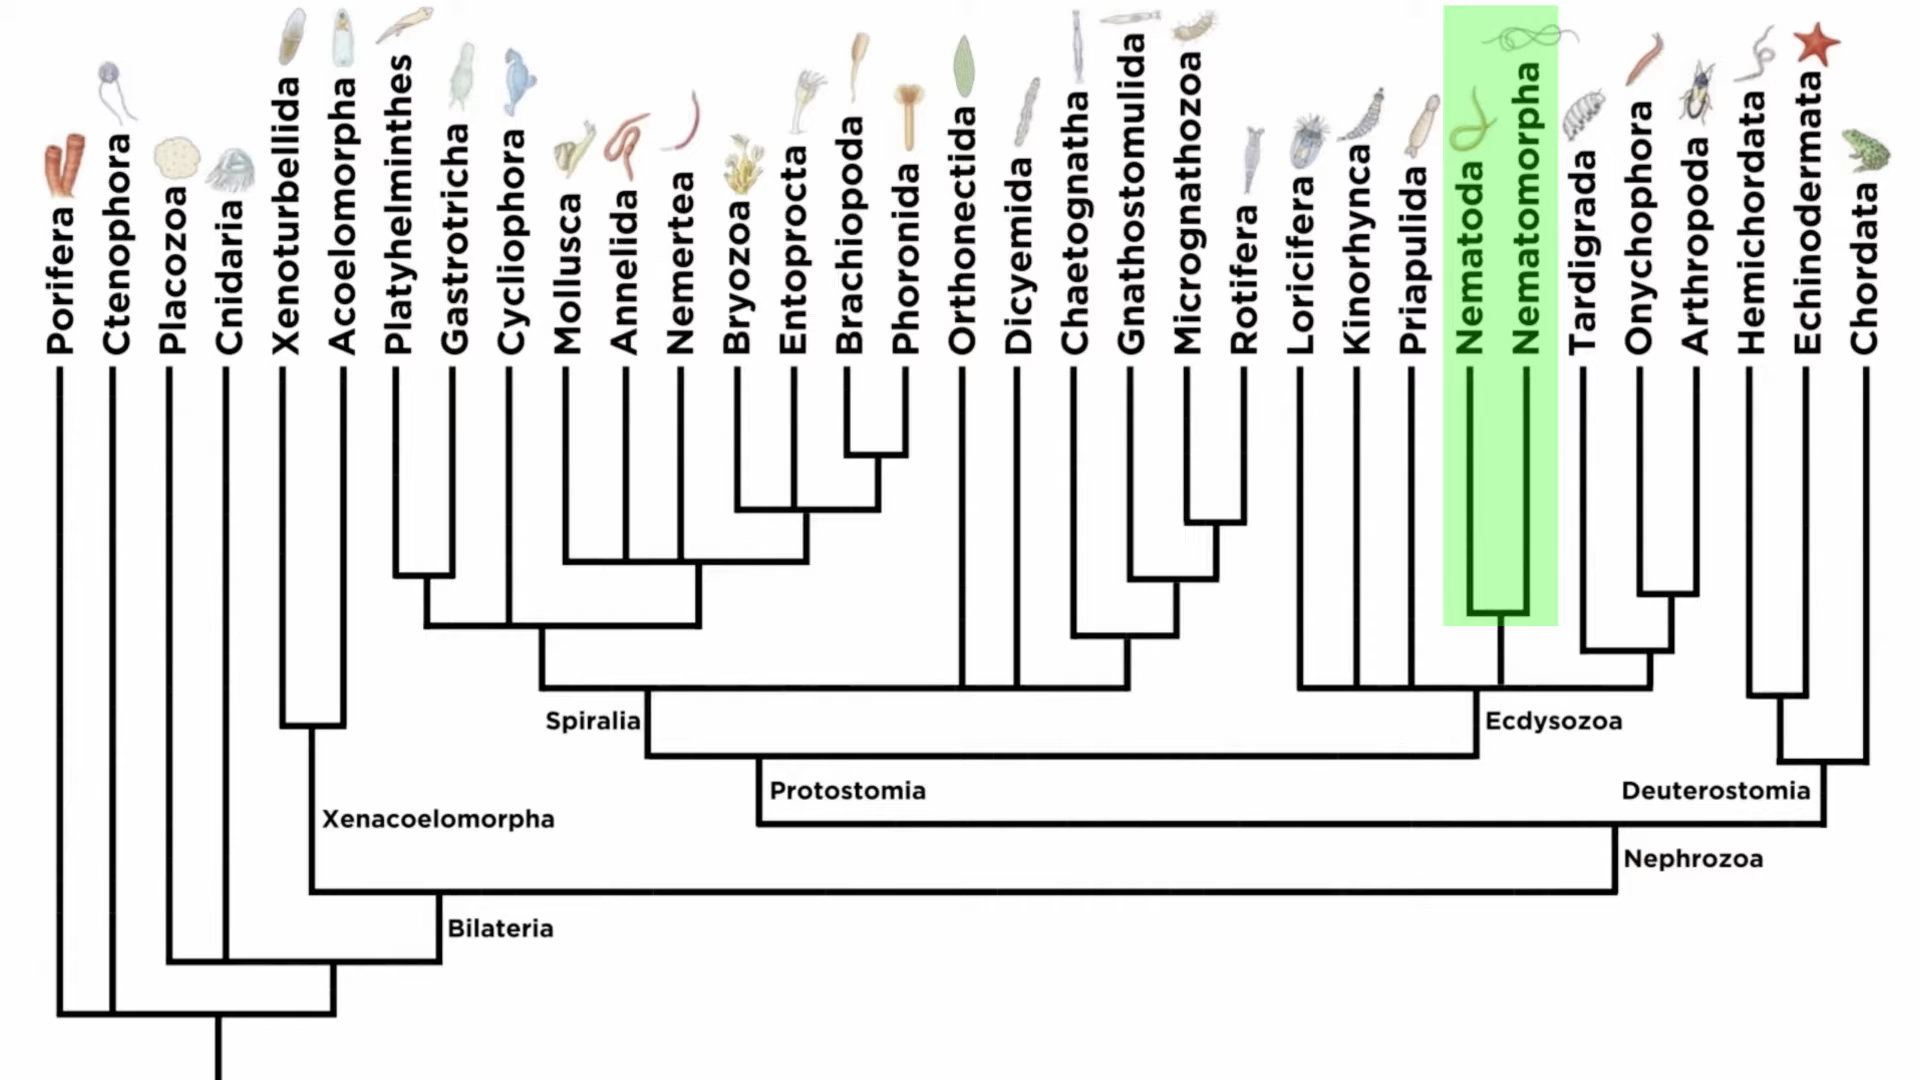 Porifera
Ctenophora
Placozoa
Cnidaria
Xenoturbellida
Acoelomorpha
Platyhelminthes
Gastrotricha
Cycliophora
Mollusca
Annelida
Nemertea
Bryozoa
Entoprocta
Brachiopoda
Phoronida
Orthonectida
Dicyemida
Chaetognatha
Gnathostomulida
Micrognathozoa
Rotifera
Loricifera
Kinorhynca
Priapulida
Nematoda
Nematomorpha
Tardigrada
Onychophora
Arthropoda
Hemichordata
Echinodermata
Chordata
Spiralia
Ecdysozoa
Protostomia
Deuterostomia
Xenacoelomorpha
Nephrozoa
Bilateria